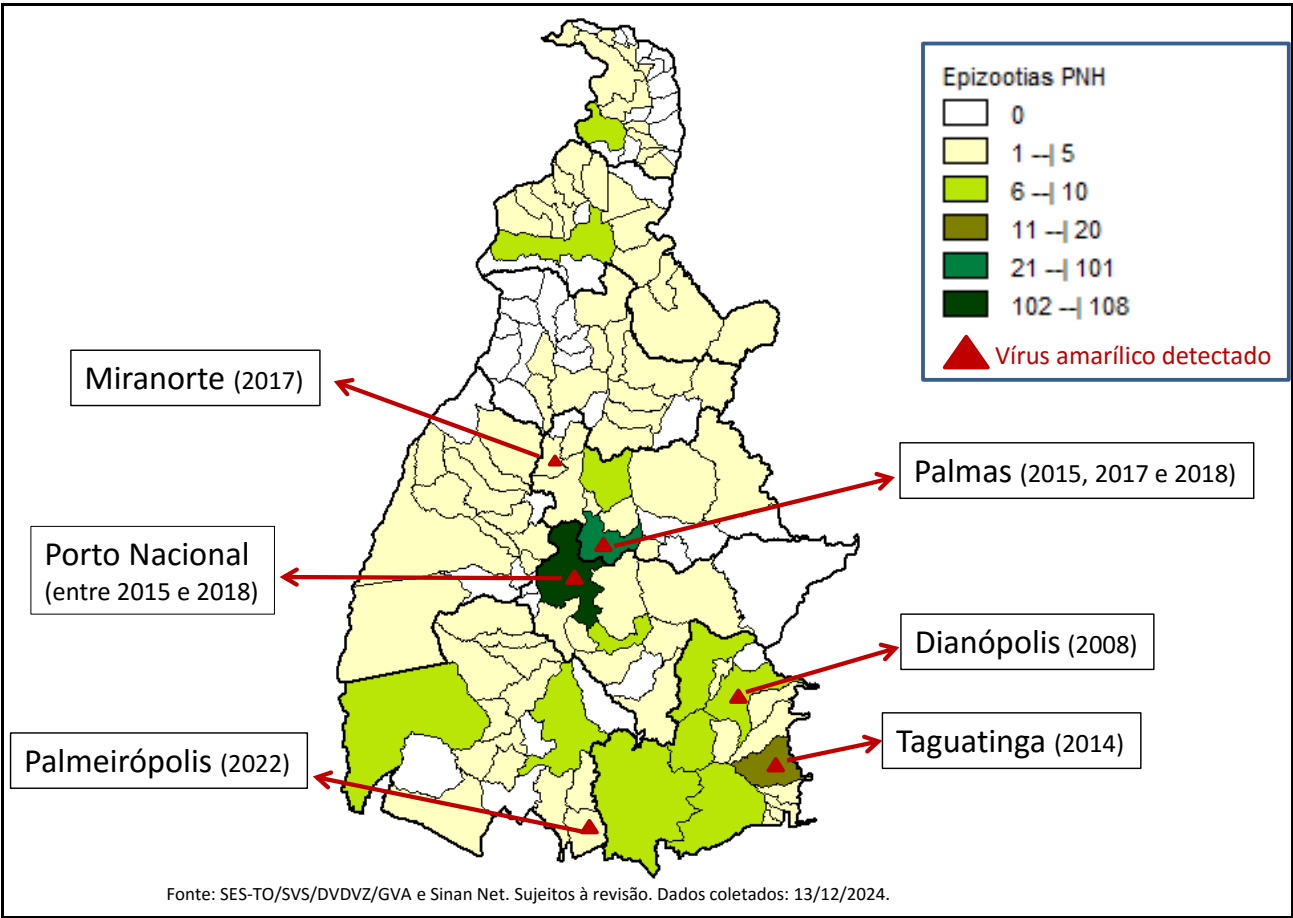 Epizootias PNH
0
1 --| 5
6 --| 10
11 --| 20
21 --| 101
102 --| 108
Vírus amarílico detectado
Miranorte (2017)
Palmas (2015, 2017 e 2018)
Porto Nacional
(entre 2015 e 2018)
Dianópolis (2008)
Taguatinga (2014)
Palmeirópolis (2022)
Fonte: SES-TO/SVS/DVDVZ/GVA e Sinan Net. Sujeitos à revisão. Dados coletados: 13/12/2024.